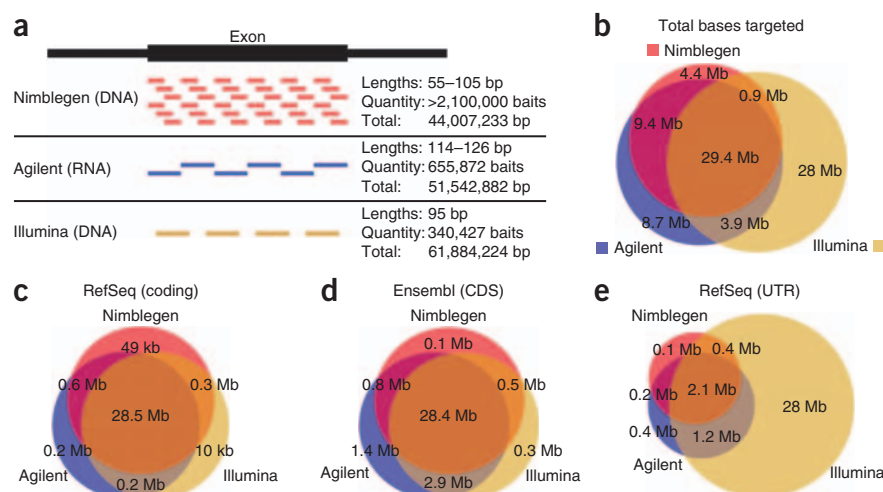 a
Exon
Nimblegen (DNA)
Lengths: 55–105 bp
Quantity: >2,100,000 baits
Total: 44,007,233 bp
Agilent (RNA)
Lengths: 114–126 bp
Quantity: 655,872 baits
Total: 51,542,882 bp
Illumina (DNA)
Lengths: 95 bp
Quantity: 340,427 baits
Total: 61,884,224 bp
b
Total bases targeted
Nimblegen
4.4 Mb
0.9 Mb
9.4 Mb
29.4 Mb
28 Mb
8.7 Mb
3.9 Mb
Agilent
Illumina
c
RefSeq (coding)
Nimblegen
49 kb
0.6 Mb
0.3 Mb
28.5 Mb
0.2 Mb
10 kb
Agilent
Illumina
0.2 Mb
d
Ensembl (CDS)
Nimblegen
0.1 Mb
0.8 Mb
0.5 Mb
28.4 Mb
1.4 Mb
0.3 Mb
Agilent
Illumina
2.9 Mb
e
RefSeq (UTR)
Nimblegen
0.1 Mb
0.4 Mb
0.2 Mb
2.1 Mb
28 Mb
0.4 Mb
1.2 Mb
Agilent
Illumina